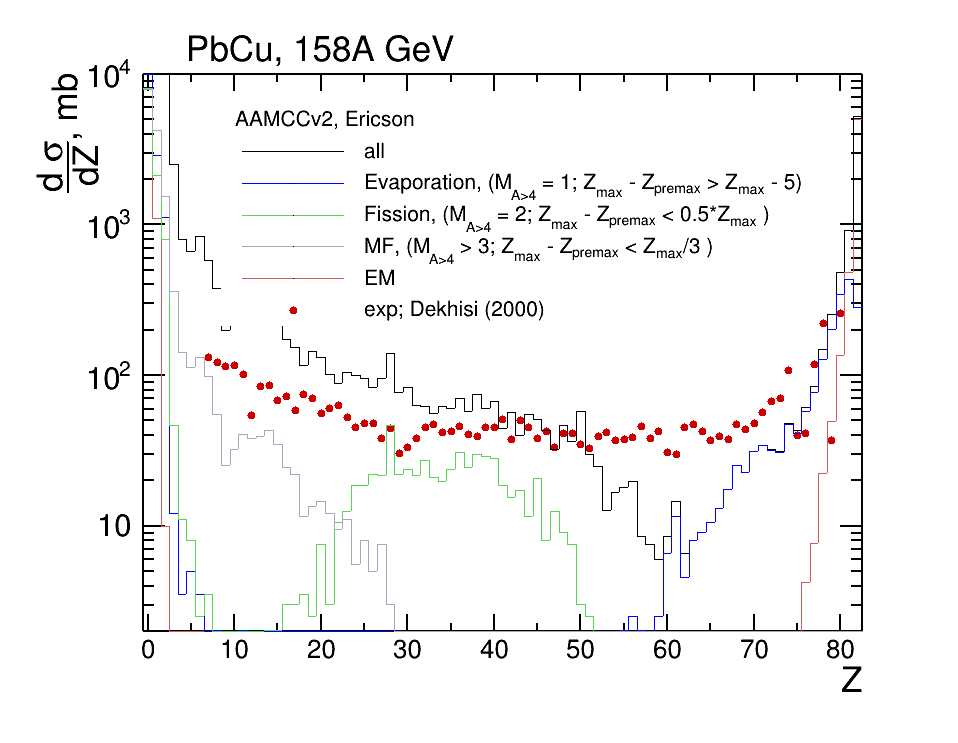 PbCu, 158A GeV
dσ/dZ, mb
10⁴
10³
10²
10
AAMCCv2, Ericson
all
Evaporation, (M_A>4 = 1; Z_max - Z_premax > Z_max - 5)
Fission, (M_A>4 = 2; Z_max - Z_premax < 0.5*Z_max )
MF, (M_A>4 > 3; Z_max - Z_premax < Z_max/3 )
EM
exp; Dekhisi (2000)
0 10 20 30 40 50 60 70 80
Z